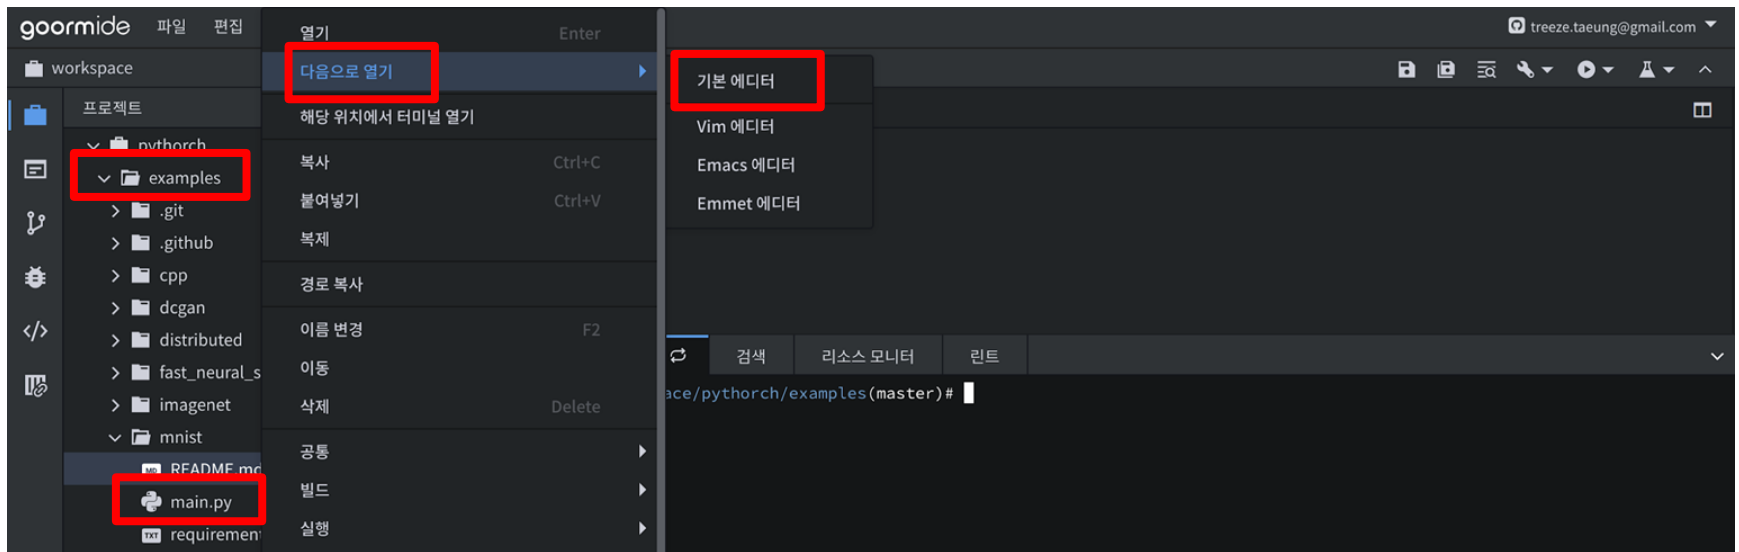 goormide 파일 편집
treeze.taeung@gmail.com
workspace
프로젝트
pythorch
examples
.git
.github
cpp
dcgan
distributed
fast_neural_s
imagenet
mnist
README.md
main.py
requirement
열기 Enter
다음으로 열기
해당 위치에서 터미널 열기
복사 Ctrl+C
붙여넣기 Ctrl+V
복제
경로 복사
이름 변경 F2
이동
삭제 Delete
공통
빌드
실행
기본 에디터
Vim 에디터
Emacs 에디터
Emmet 에디터
검색 리소스 모니터 린트
ace/pythorch/examples(master)#